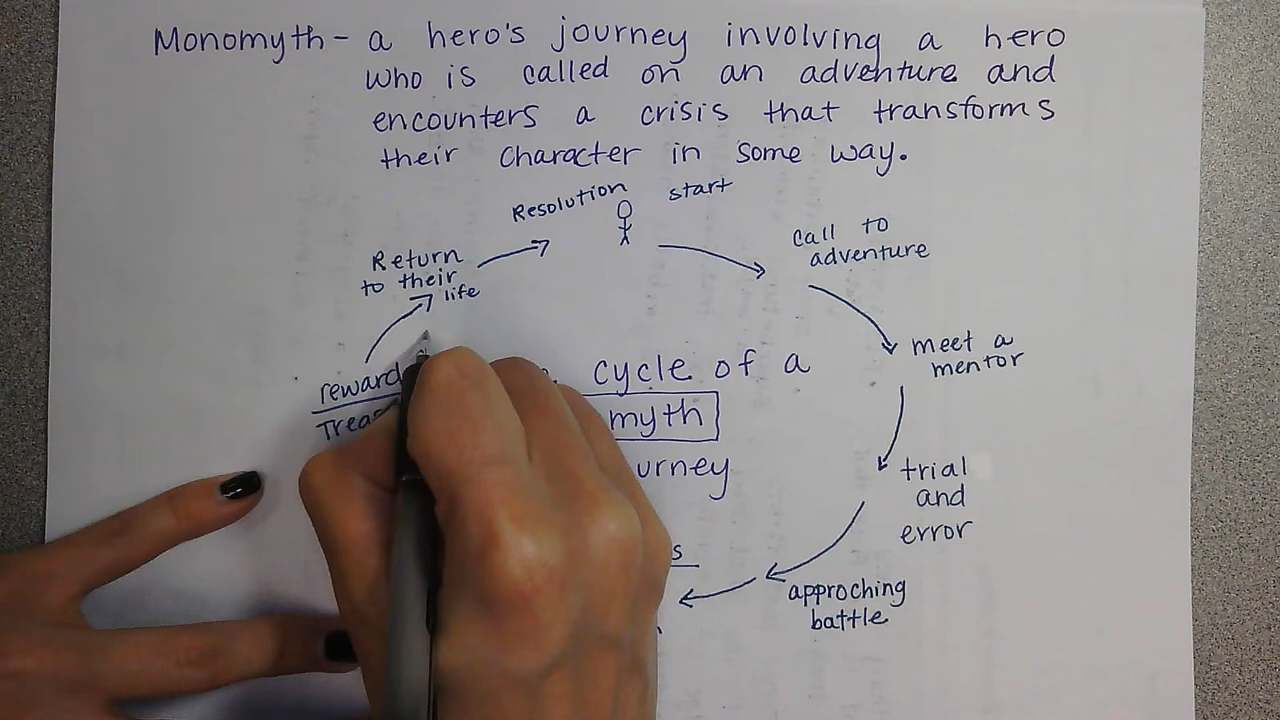 Monomyth - a hero's journey involving a hero
who is called on an adventure and
encounters a crisis that transforms
their character in some way.
Resolution
start
call to
adventure
Return
to their
life
meet a
mentor
reward
cycle of a
myth
trial
and
error
approching
battle